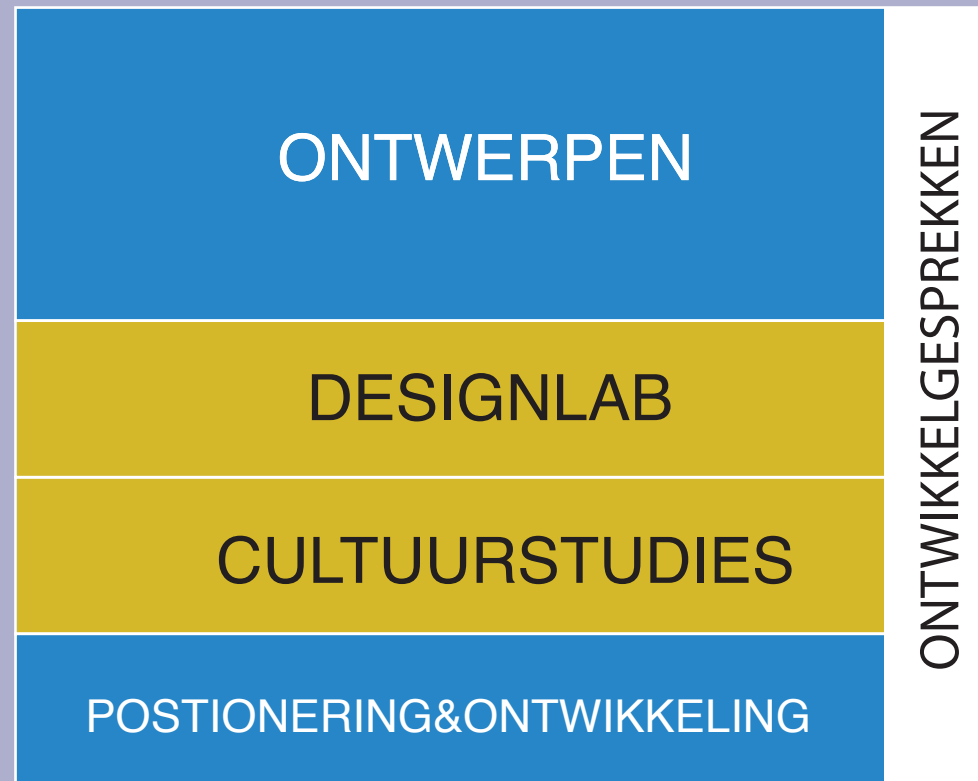 ONTWERPEN
DESIGNLAB
CULTUURSTUDIES
POSTIONERING&ONTWIKKELING
ONTWIKKELGESPREKKEN